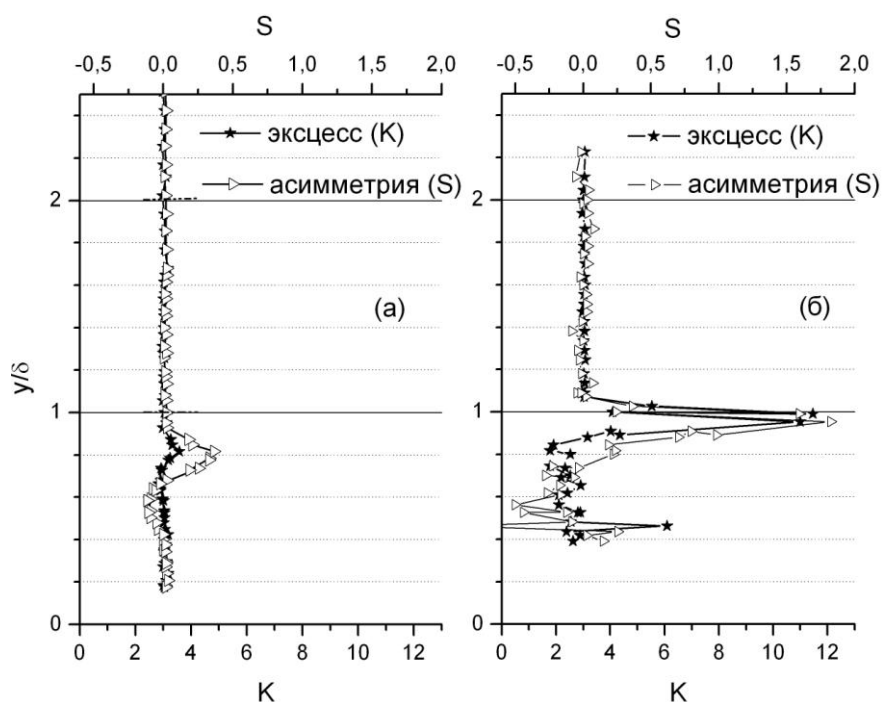 S
S
-0,5 0,0 0,5 1,0 1,5 2,0
-0,5 0,0 0,5 1,0 1,5 2,0
эксцесс (K)
эксцесс (K)
асимметрия (S)
асимметрия (S)
2
2
(а)
(б)
y/δ
1
1
0
0
0 2 4 6 8 10 12
0 2 4 6 8 10 12
K
K